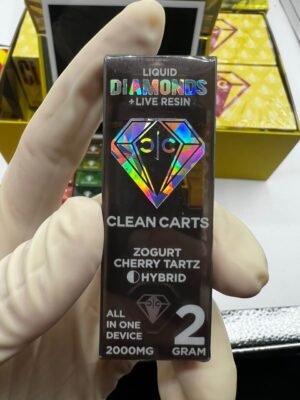 LIQUID
DIAMONDS
+ LIVE RESIN
C|C
CLEAN CARTS
ZOGURT
CHERRY TARTZ
HYBRID
ALL
IN ONE
DEVICE
2000MG
2
GRAM